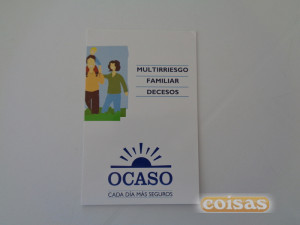 MULTIRRIESGO
FAMILIAR
DECESOS
OCASO
CADA DÍA MÁS SEGUROS
coisas